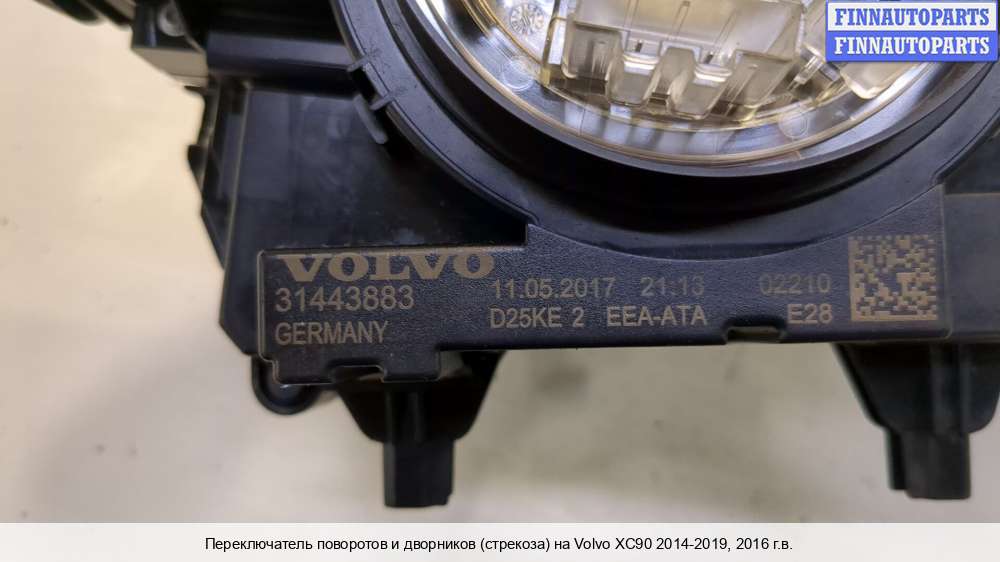 FINNAUTOPARTS
FINNAUTOPARTS
VOLVO
31443883 11.05.2017 21:13 02210
GERMANY D25KE 2 EEA-ATA E28
Переключатель поворотов и дворников (стрекоза) на Volvo XC90 2014-2019, 2016 г.в.